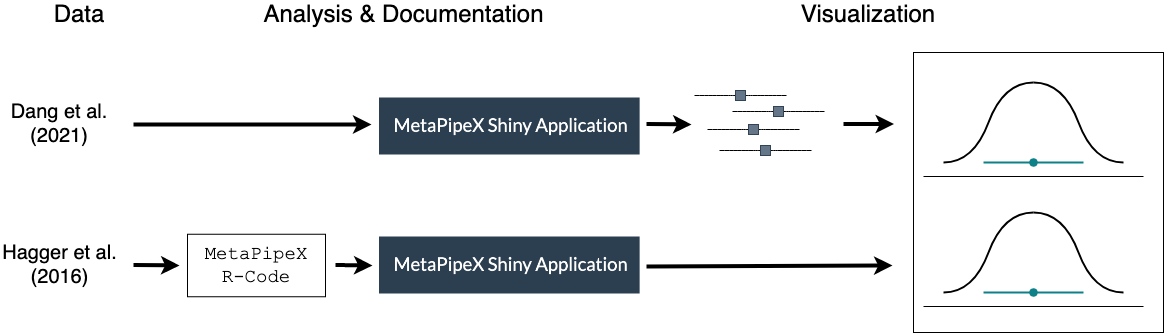 Data
Analysis & Documentation
Visualization
Dang et al.
(2021)
MetaPipeX Shiny Application
Hagger et al.
(2016)
MetaPipeX
R-Code
MetaPipeX Shiny Application